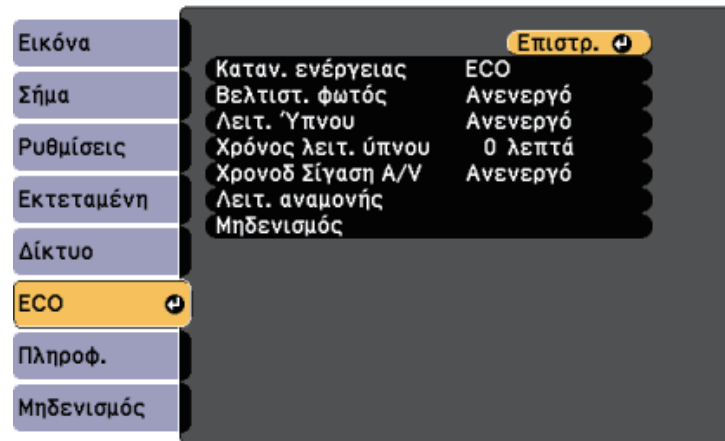 Εικόνα
Σήμα
Ρυθμίσεις
Εκτεταμένη
Δίκτυο
ECO
Πληροφ.
Μηδενισμός
Επιστρ.
Καταν. ενέργειας ECO
Βελτιστ. φωτός Ανενεργό
Λειτ. Ύπνου Ανενεργό
Χρόνος λειτ. ύπνου 0 λεπτά
Χρονοδ Σίγαση A/V Ανενεργό
Λειτ. αναμονής
Μηδενισμός